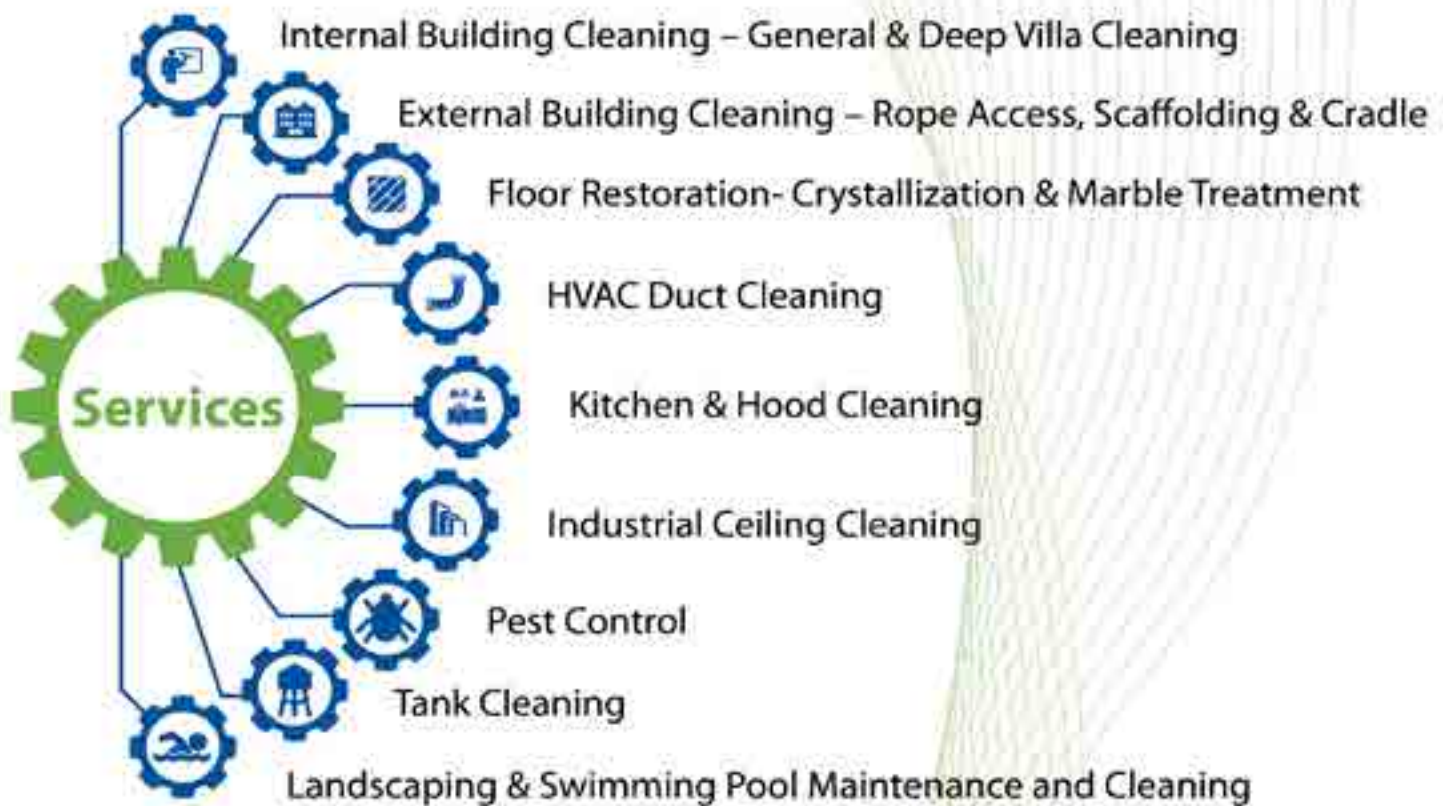 Internal Building Cleaning – General & Deep Villa Cleaning
External Building Cleaning – Rope Access, Scaffolding & Cradle
Floor Restoration- Crystallization & Marble Treatment
HVAC Duct Cleaning
Services
Kitchen & Hood Cleaning
Industrial Ceiling Cleaning
Pest Control
Tank Cleaning
Landscaping & Swimming Pool Maintenance and Cleaning